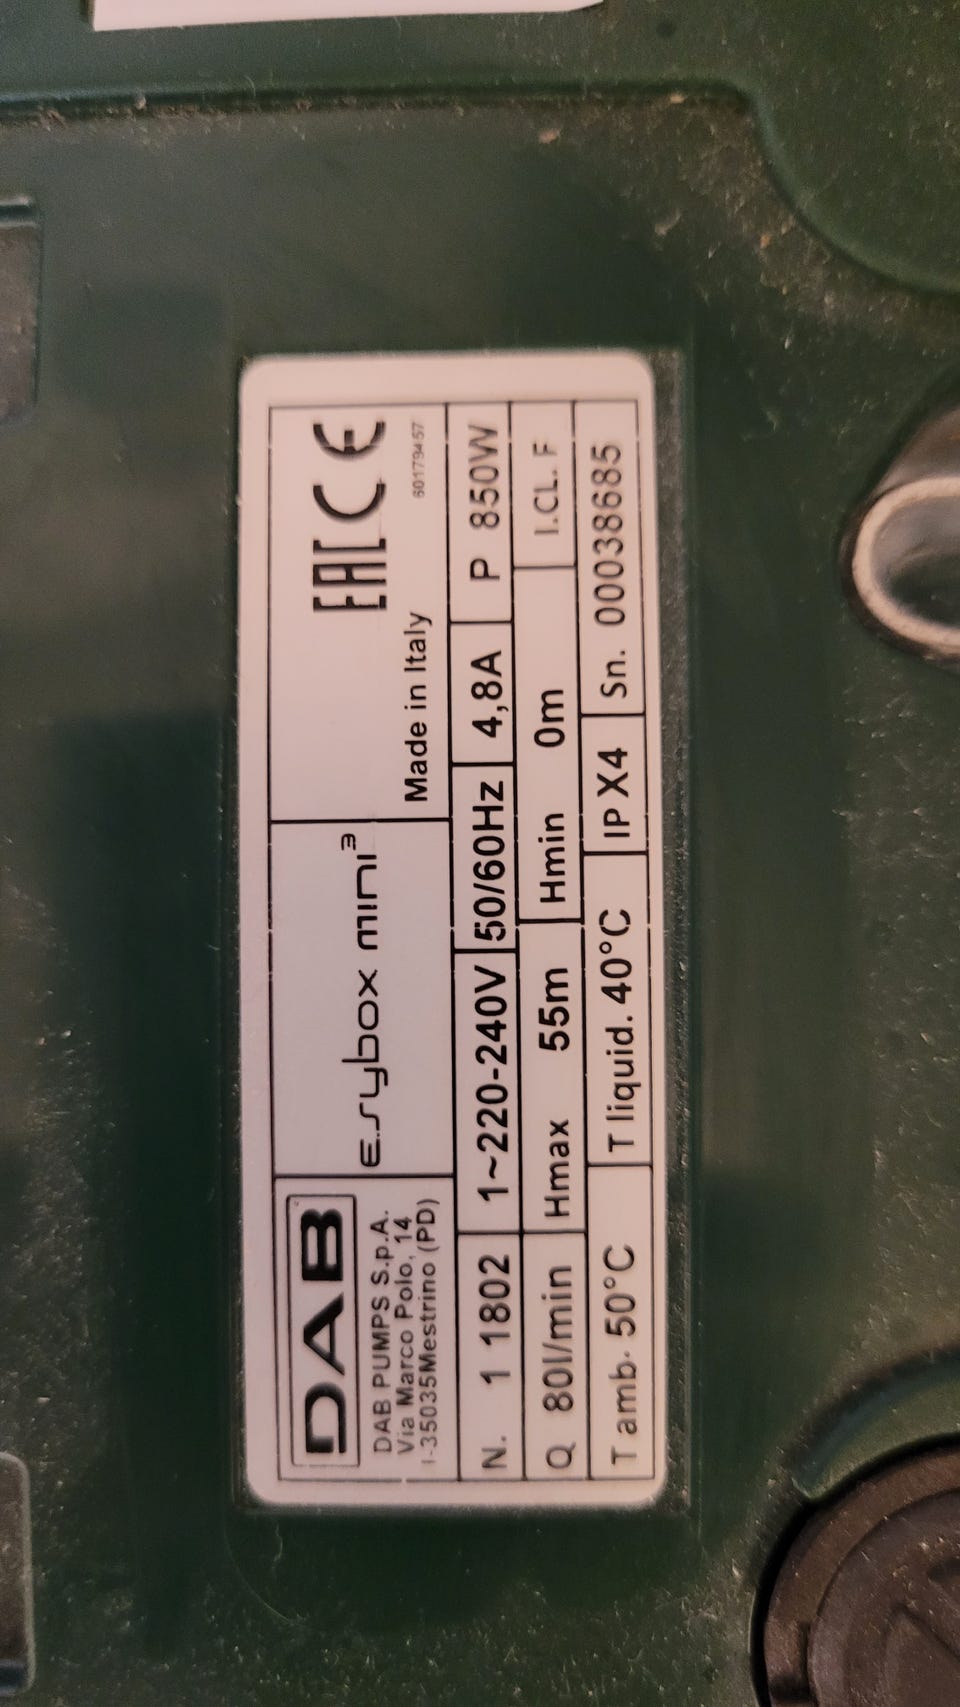 DAB
DAB PUMPS S.p.A.
Via Marco Polo, 14
I-35035Mestrino (PD)
e.sybox mini³
EAC CE
Made in Italy
60179457
N. 1 1802 1~220-240V 50/60Hz 4,8A P 850W
Q 80l/min Hmax 55m Hmin 0m I.CL. F
T amb. 50°C T liquid. 40°C IP X4 Sn. 00038685